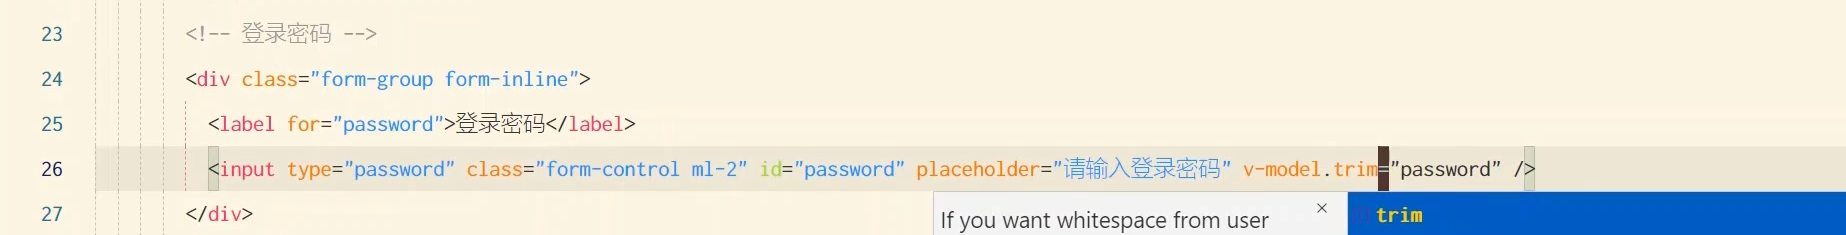 23 <!-- 登录密码 -->
24 <div class="form-group form-inline">
25 <label for="password">登录密码</label>
26 <input type="password" class="form-control ml-2" id="password" placeholder="请输入登录密码" v-model.trim="password" />
27 </div>
If you want whitespace from user × trim